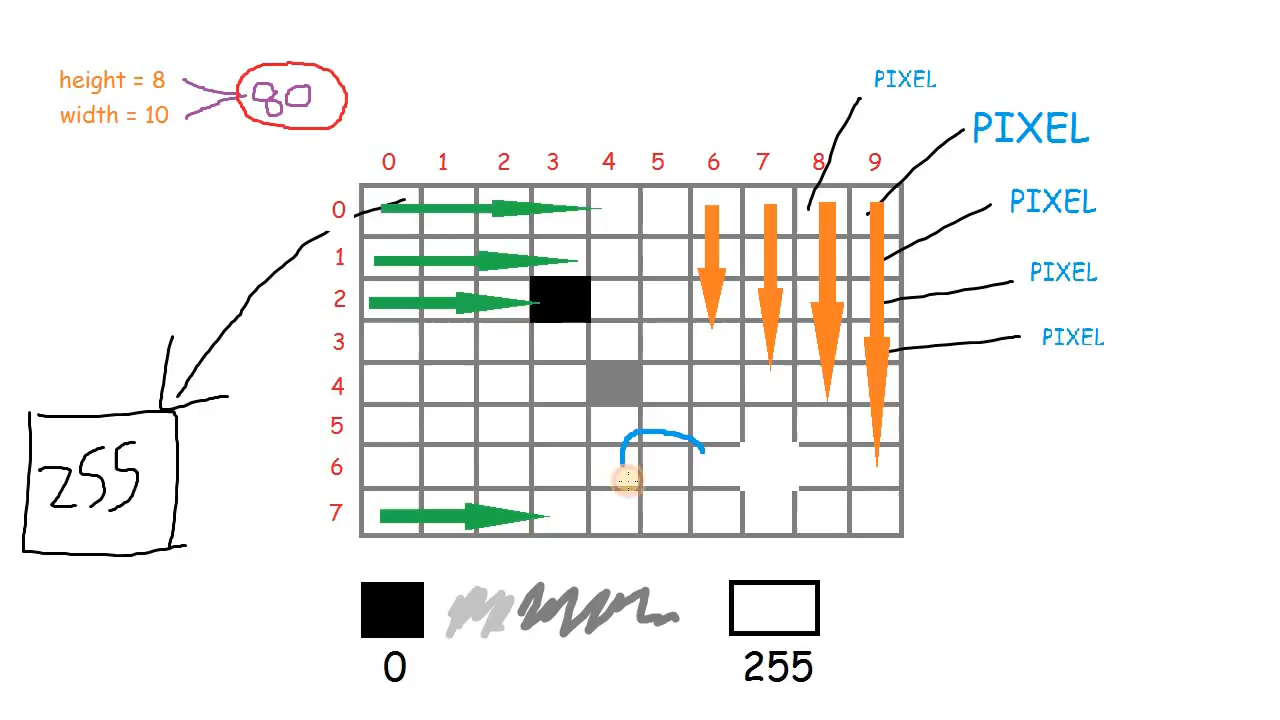 height = 8
width = 10
80
PIXEL
PIXEL
PIXEL
PIXEL
PIXEL
0 1 2 3 4 5 6 7 8 9
0
1
2
3
4
5
6
7
255
0
255